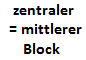 zentraler
= mittlerer
Block